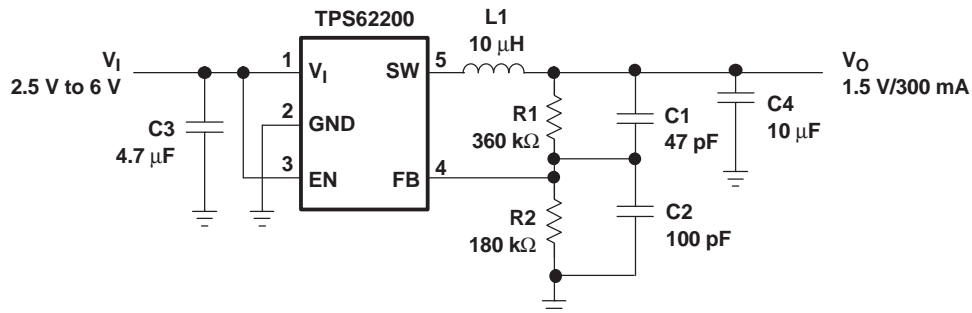 TPS62200
L1
10 μH
V_I
2.5 V to 6 V
1
V_I
SW
5
V_O
1.5 V/300 mA
C3
4.7 μF
2
GND
3
EN
FB
4
R1
360 kΩ
C1
47 pF
C4
10 μF
R2
180 kΩ
C2
100 pF